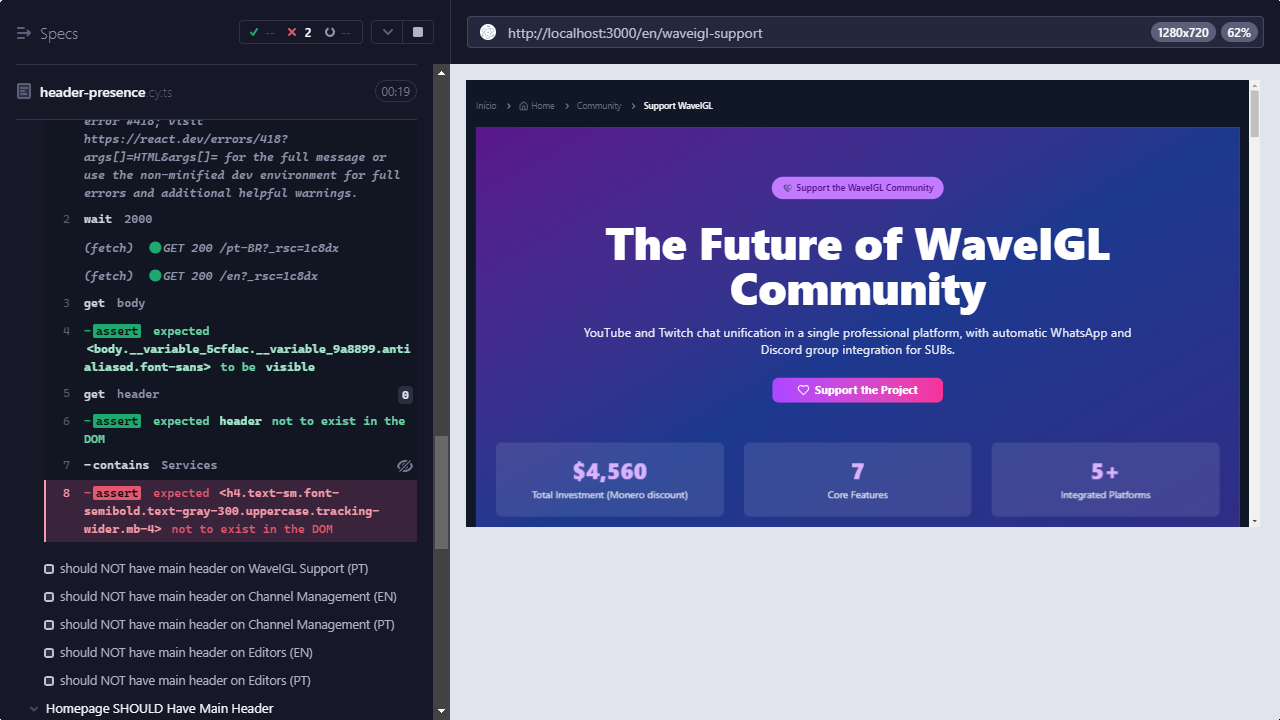 Specs
-- 2 --
header-presence.cy.ts
00:19
error #418; visit
https://react.dev/errors/418?
args[]=HTML&args[]= for the full message or
use the non-minified dev environment for full
errors and additional helpful warnings.
2 wait 2000
(fetch) GET 200 /pt-BR?_rsc=1c8dx
(fetch) GET 200 /en?_rsc=1c8dx
3 get body
4 -assert expected
<body.__variable_5cfdac.__variable_9a8899.anti
aliased.font-sans> to be visible
5 get header 0
6 -assert expected header not to exist in the
DOM
7 -contains Services
8 -assert expected <h4.text-sm.font-
semibold.text-gray-300.uppercase.tracking-
wider.mb-4> not to exist in the DOM
should NOT have main header on WaveIGL Support (PT)
should NOT have main header on Channel Management (EN)
should NOT have main header on Channel Management (PT)
should NOT have main header on Editors (EN)
should NOT have main header on Editors (PT)
Homepage SHOULD Have Main Header
http://localhost:3000/en/waveigl-support
1280x720 62%
Início > Home > Community > Support WaveIGL
Support the WaveIGL Community
The Future of WaveIGL
Community
YouTube and Twitch chat unification in a single professional platform, with automatic WhatsApp and
Discord group integration for SUBs.
Support the Project
$4,560
Total Investment (Monero discount)
7
Core Features
5+
Integrated Platforms